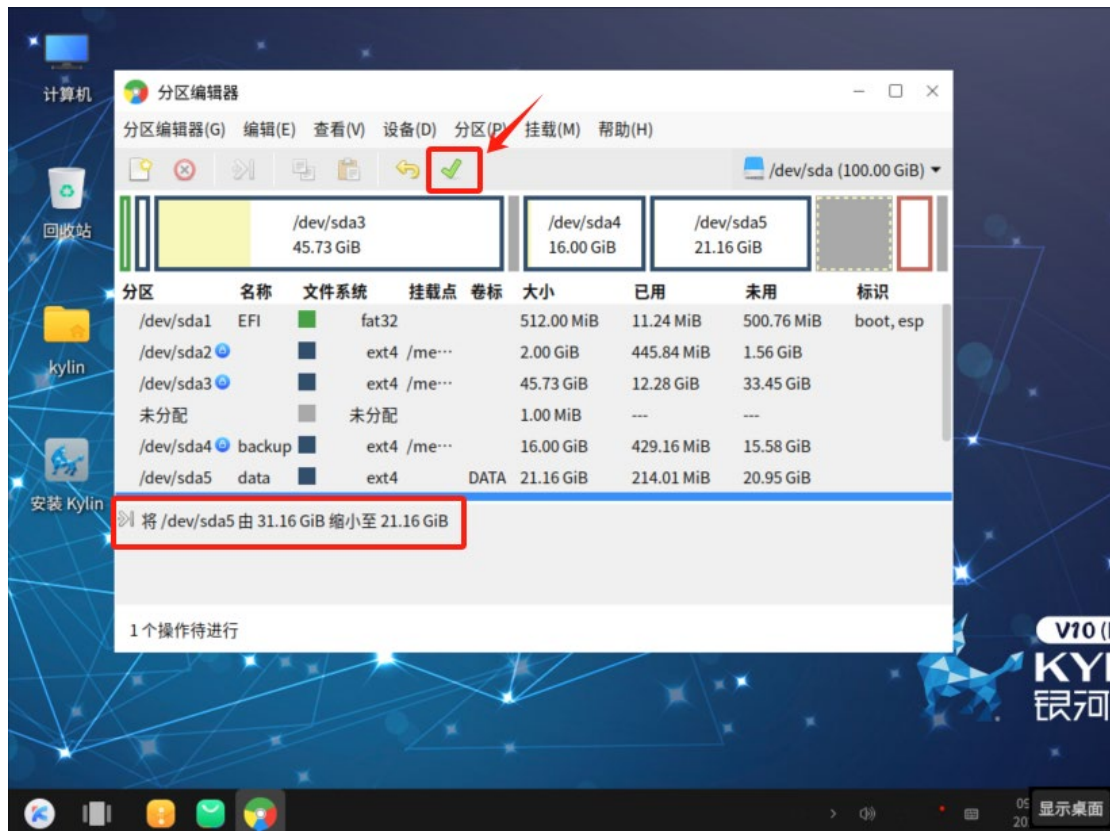 计算机
分区编辑器
分区编辑器(G) 编辑(E) 查看(V) 设备(D) 分区(P) 挂载(M) 帮助(H)
/dev/sda (100.00 GiB)
回收站
/dev/sda3
45.73 GiB
/dev/sda4
16.00 GiB
/dev/sda5
21.16 GiB
分区 名称 文件系统 挂载点 卷标 大小 已用 未用 标识
/dev/sda1 EFI fat32 512.00 MiB 11.24 MiB 500.76 MiB boot, esp
/dev/sda2 ext4 /me··· 2.00 GiB 445.84 MiB 1.56 GiB
kylin
/dev/sda3 ext4 /me··· 45.73 GiB 12.28 GiB 33.45 GiB
未分配 未分配 1.00 MiB --- ---
/dev/sda4 backup ext4 /me··· 16.00 GiB 429.16 MiB 15.58 GiB
/dev/sda5 data ext4 DATA 21.16 GiB 214.01 MiB 20.95 GiB
安装 Kylin
将 /dev/sda5 由 31.16 GiB 缩小至 21.16 GiB
1 个操作待进行
V10 (
KY
银河
09
20
显示桌面